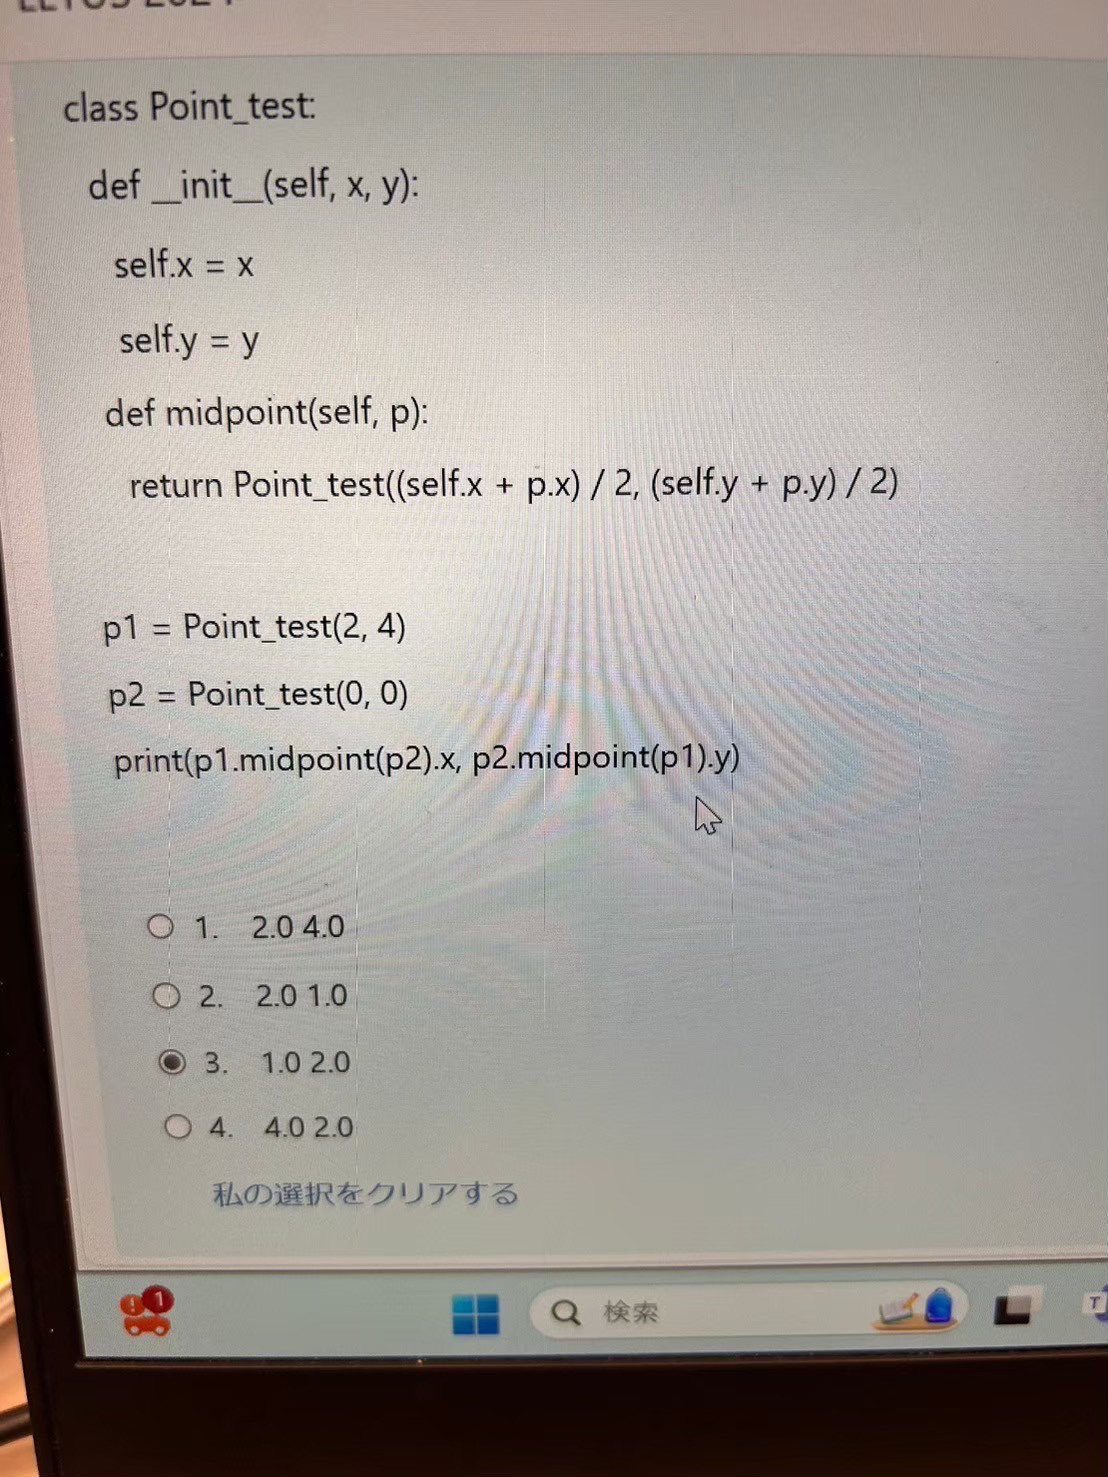 class Point_test:
def __init__(self, x, y):
self.x = x
self.y = y
def midpoint(self, p):
return Point_test((self.x + p.x) / 2, (self.y + p.y) / 2)
p1 = Point_test(2, 4)
p2 = Point_test(0, 0)
print(p1.midpoint(p2).x, p2.midpoint(p1).y)
1. 2.0 4.0
2. 2.0 1.0
3. 1.0 2.0
4. 4.0 2.0
私の選択をクリアする
1
検索
T